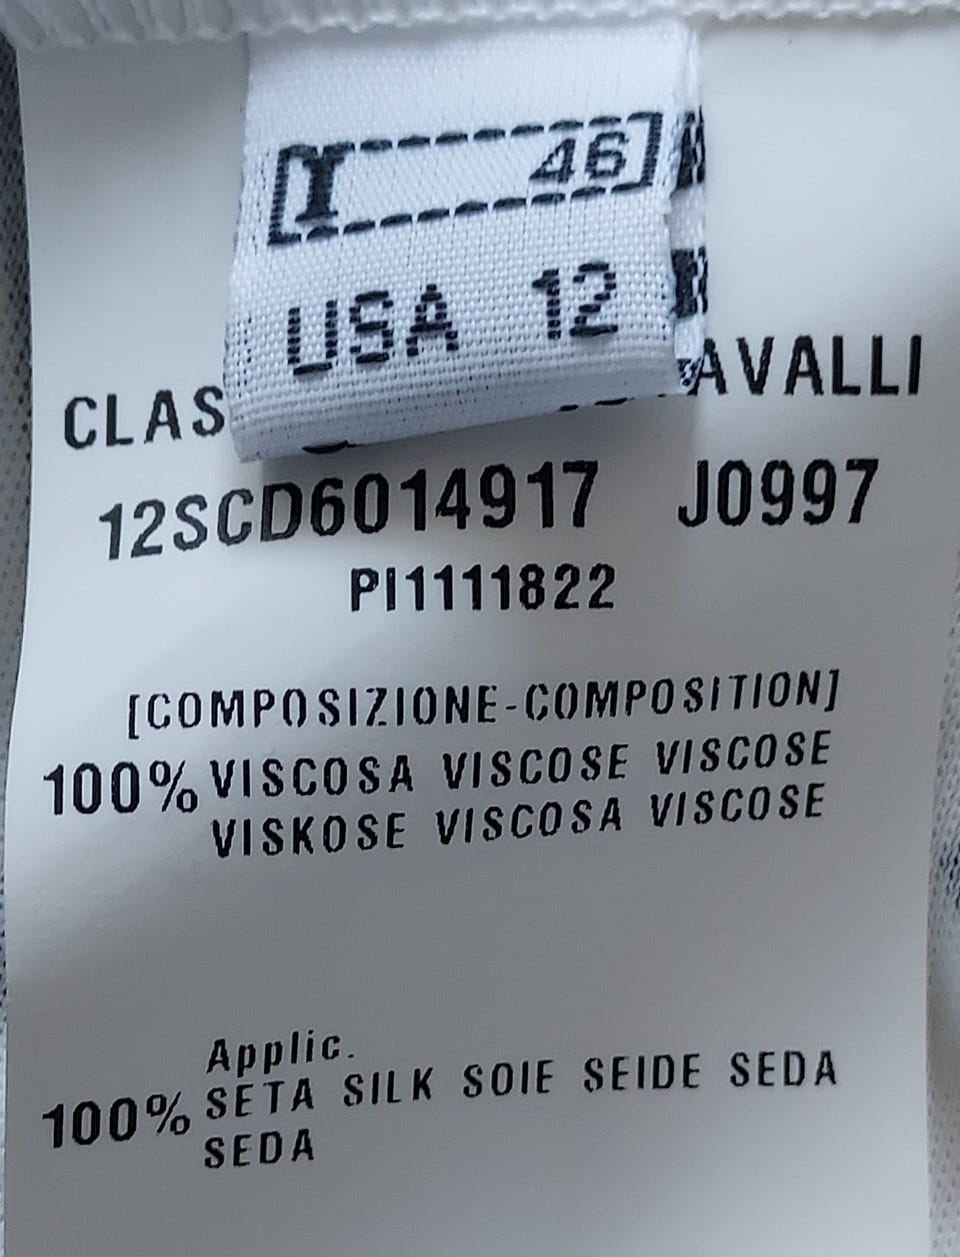 I 46
USA 12
CLAS AVALLI
12SCD6014917 J0997
PI1111822
[COMPOSIZIONE-COMPOSITION]
100% VISCOSA VISCOSE VISCOSE
VISKOSE VISCOSA VISCOSE
Applic.
100% SETA SILK SOIE SEIDE SEDA
SEDA